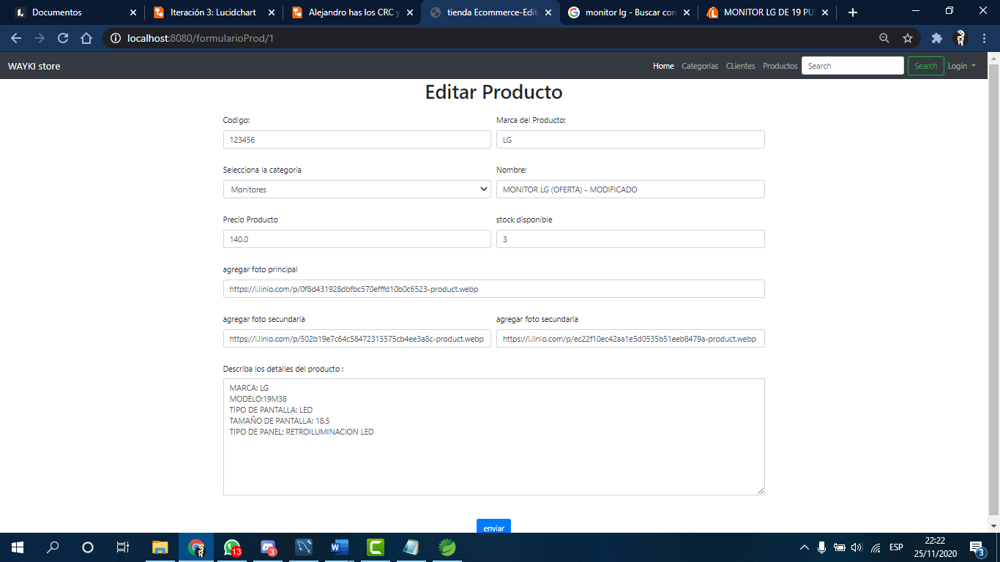 Documentos
Iteración 3: Lucidchart
Alejandro has los CRC y
tienda Ecommerce-Edit
monitor lg - Buscar con
MONITOR LG DE 19 PUL
localhost:8080/formularioProd/1
WAYKI store
Home Categorias CLientes Productos Search Search Login
Editar Producto
Codigo: Marca del Producto:
123456 LG
Selecciona la categoria Nombre:
Monitores MONITOR LG (OFERTA) - MODIFICADO
Precio Producto stock disponible
140.0 3
agregar foto principal
https://i.linio.com/p/0f8d431928dbfbc570efffd10b0c6523-product.webp
agregar foto secundaria agregar foto secundaria
https://i.linio.com/p/502b19e7c64c58472315575cb4ee3a8c-product.webp https://i.linio.com/p/ec22f10ec42aa1e5d0535b51eeb8479a-product.webp
Describa los detalles del producto :
MARCA: LG
MODELO:19M38
TIPO DE PANTALLA: LED
TAMAÑO DE PANTALLA: 18.5
TIPO DE PANEL: RETROILUMINACION LED
enviar
13
3
ESP
22:22
25/11/2020
3